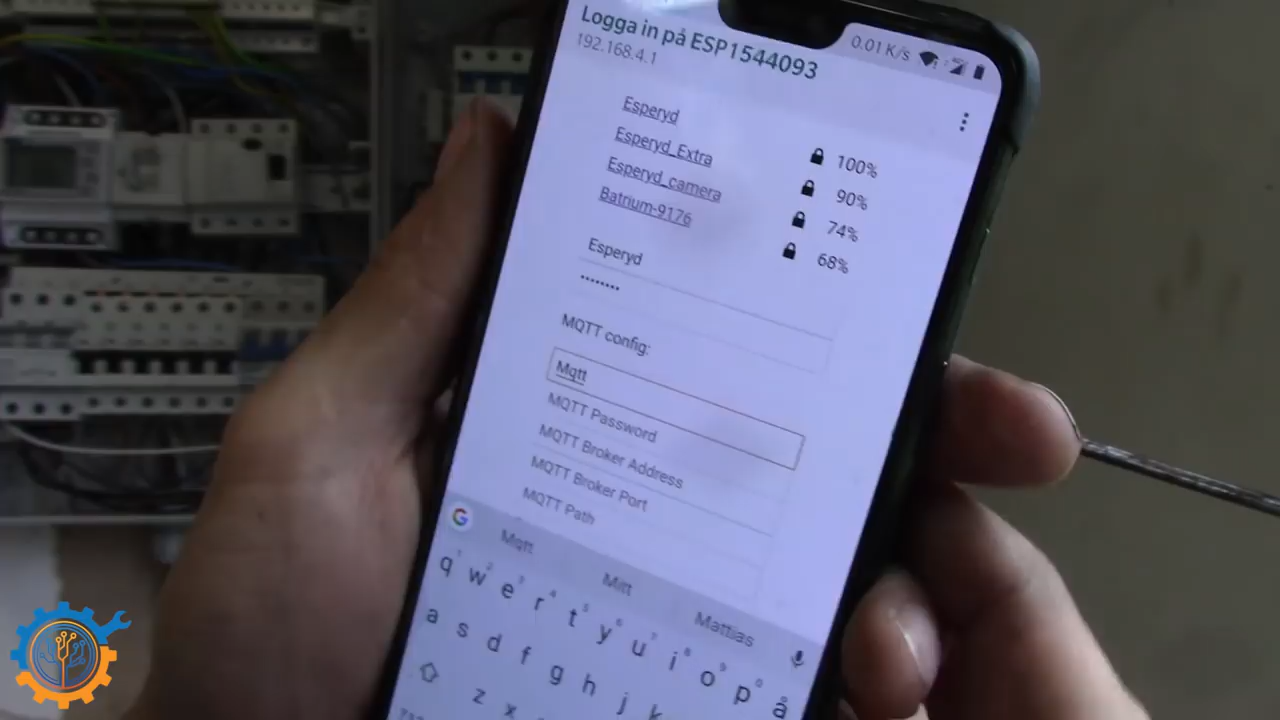 Logga in på ESP1544093
192.168.4.1
0.01 K/s
Esperyd 100%
Esperyd_Extra 90%
Esperyd_camera 74%
Batrium-9176 68%
Esperyd
••••••••
MQTT config:
Mqtt
MQTT Password
MQTT Broker Address
MQTT Broker Port
MQTT Path
Mqtt Mitt Mattias
q w e r t y u i o p å
a s d f g h j k
z x